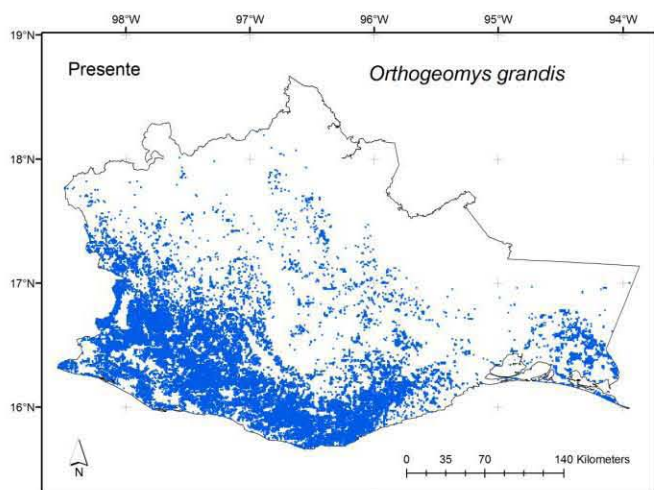 98°W 97°W 96°W 95°W 94°W
19°N
Presente Orthogeomys grandis
18°N
17°N
16°N
N
0 35 70 140 Kilometers